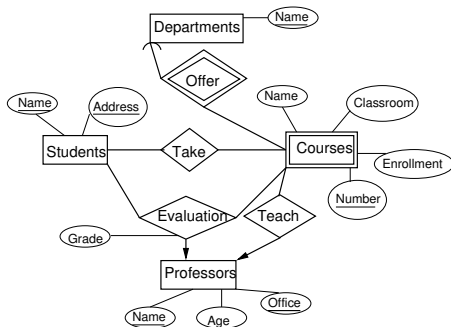 Departments
Name
Offer
Name
Classroom
Name
Address
Students
Take
Courses
Enrollment
Number
Evaluation
Teach
Grade
Professors
Name
Age
Office